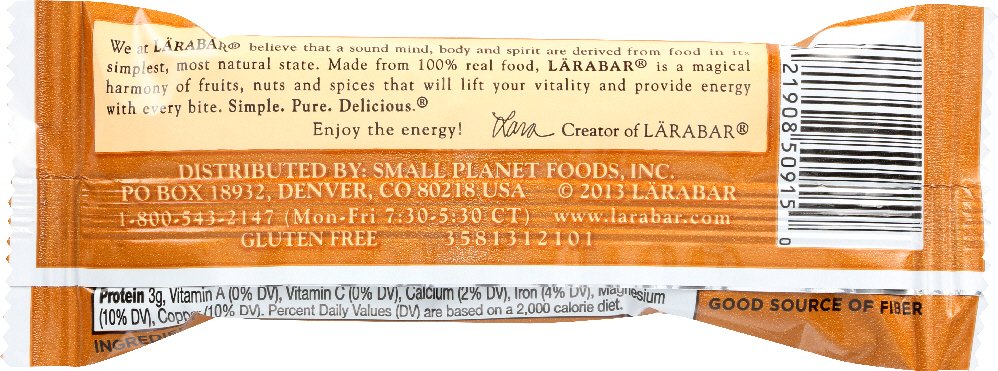 We at LÄRABAR® believe that a sound mind, body and spirit are derived from food in its
simplest, most natural state. Made from 100% real food, LÄRABAR® is a magical
harmony of fruits, nuts and spices that will lift your vitality and provide energy
with every bite. Simple. Pure. Delicious.®
Enjoy the energy! Lara Creator of LÄRABAR®
DISTRIBUTED BY: SMALL PLANET FOODS, INC.
PO BOX 18932, DENVER, CO 80218 USA © 2013 LÄRABAR
1-800-543-2147 (Mon-Fri 7:30-5:30 CT) www.larabar.com
GLUTEN FREE 3581312101
21908 50915 0
Protein 3g, Vitamin A (0% DV), Vitamin C (0% DV), Calcium (2% DV), Iron (4% DV), Magnesium
(10% DV), Copper (10% DV). Percent Daily Values (DV) are based on a 2,000 calorie diet.
GOOD SOURCE OF FIBER